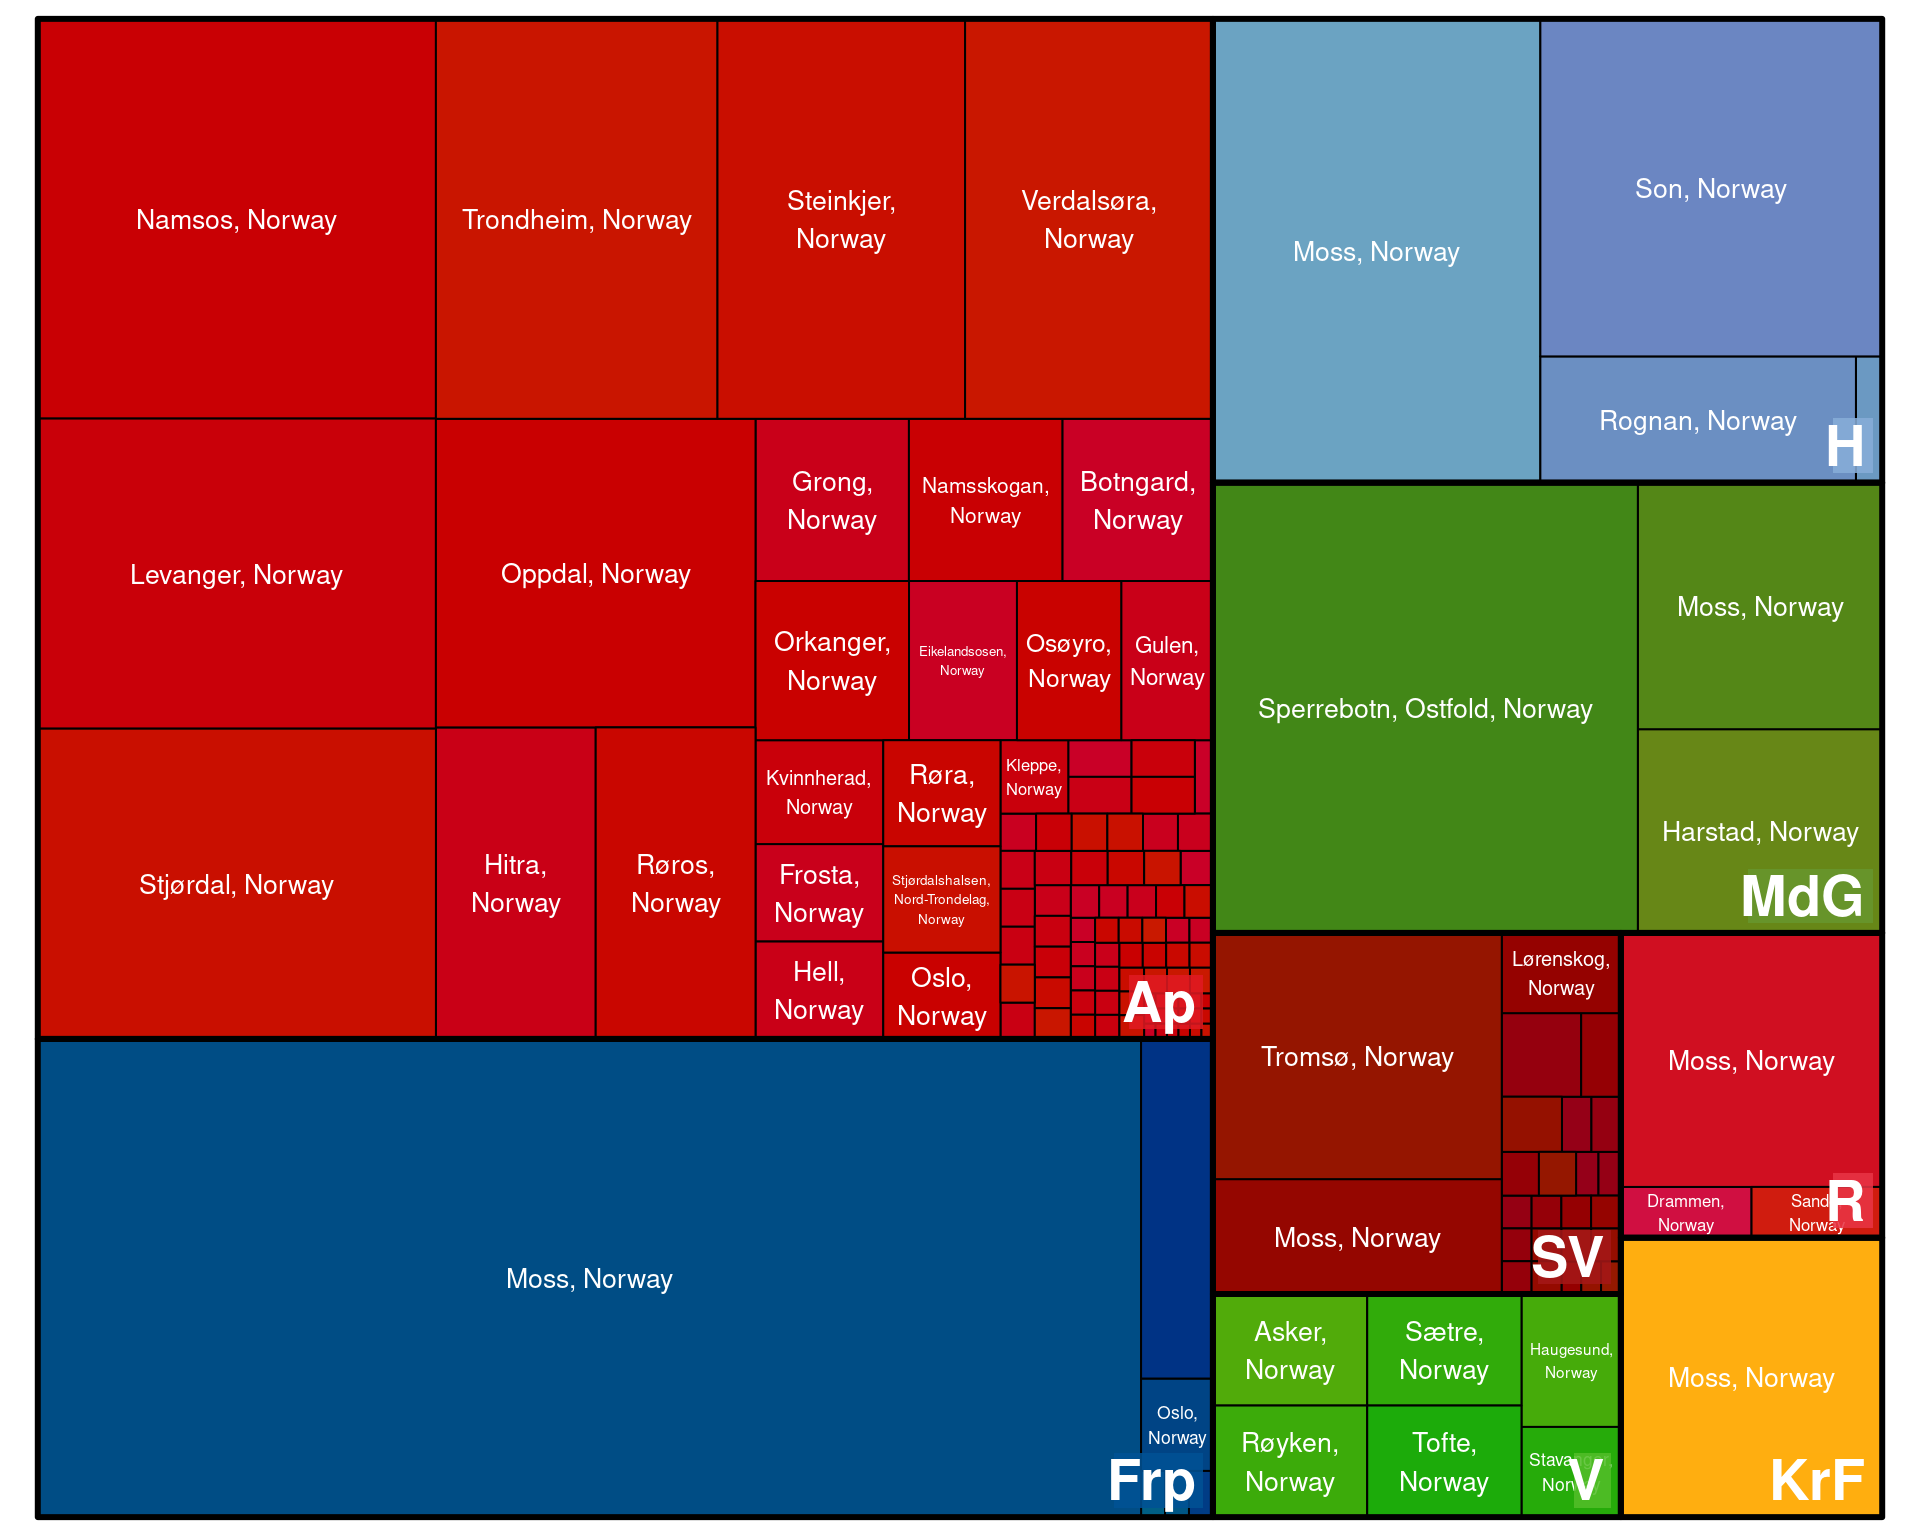 Namsos, Norway
Trondheim, Norway
Steinkjer,
Norway
Verdalsøra,
Norway
Levanger, Norway
Oppdal, Norway
Grong,
Norway
Namsskogan,
Norway
Botngard,
Norway
Orkanger,
Norway
Eikelandsosen,
Norway
Osøyro,
Norway
Gulen,
Norway
Stjørdal, Norway
Hitra,
Norway
Røros,
Norway
Kvinnherad,
Norway
Røra,
Norway
Kleppe,
Norway
Frosta,
Norway
Stjørdalshalsen,
Nord-Trondelag,
Norway
Hell,
Norway
Oslo,
Norway
Ap
Moss, Norway
Oslo,
Norway
Frp
Moss, Norway
Son, Norway
Rognan, Norway
H
Sperrebotn, Ostfold, Norway
Moss, Norway
Harstad, Norway
MdG
Tromsø, Norway
Lørenskog,
Norway
Moss, Norway
SV
Moss, Norway
Drammen,
Norway
Norway
R
Asker,
Norway
Sætre,
Norway
Haugesund,
Norway
Røyken,
Norway
Tofte,
Norway
Stavanger,
Norway
V
Moss, Norway
KrF